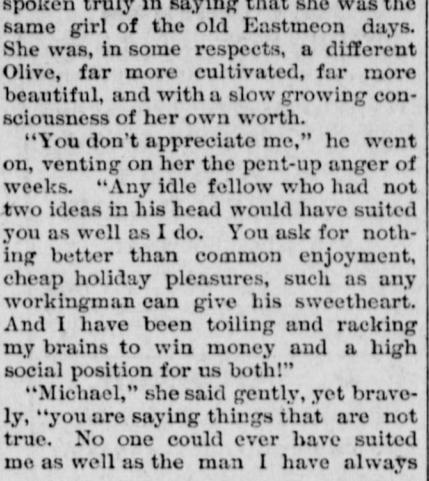 spoken truly in saying that she was the
same girl of the old Eastmeon days.
She was, in some respects, a different
Olive, far more cultivated, far more
beautiful, and with a slow growing con-
sciousness of her own worth.
"You don't appreciate me," he went
on, venting on her the pent-up anger of
weeks. "Any idle fellow who had not
two ideas in his head would have suited
you as well as I do. You ask for noth-
ing better than common enjoyment,
cheap holiday pleasures, such as any
workingman can give his sweetheart.
And I have been toiling and racking
my brains to win money and a high
social position for us both!"
"Michael," she said gently, yet brave-
ly, "you are saying things that are not
true. No one could ever have suited
me as well as the man I have always